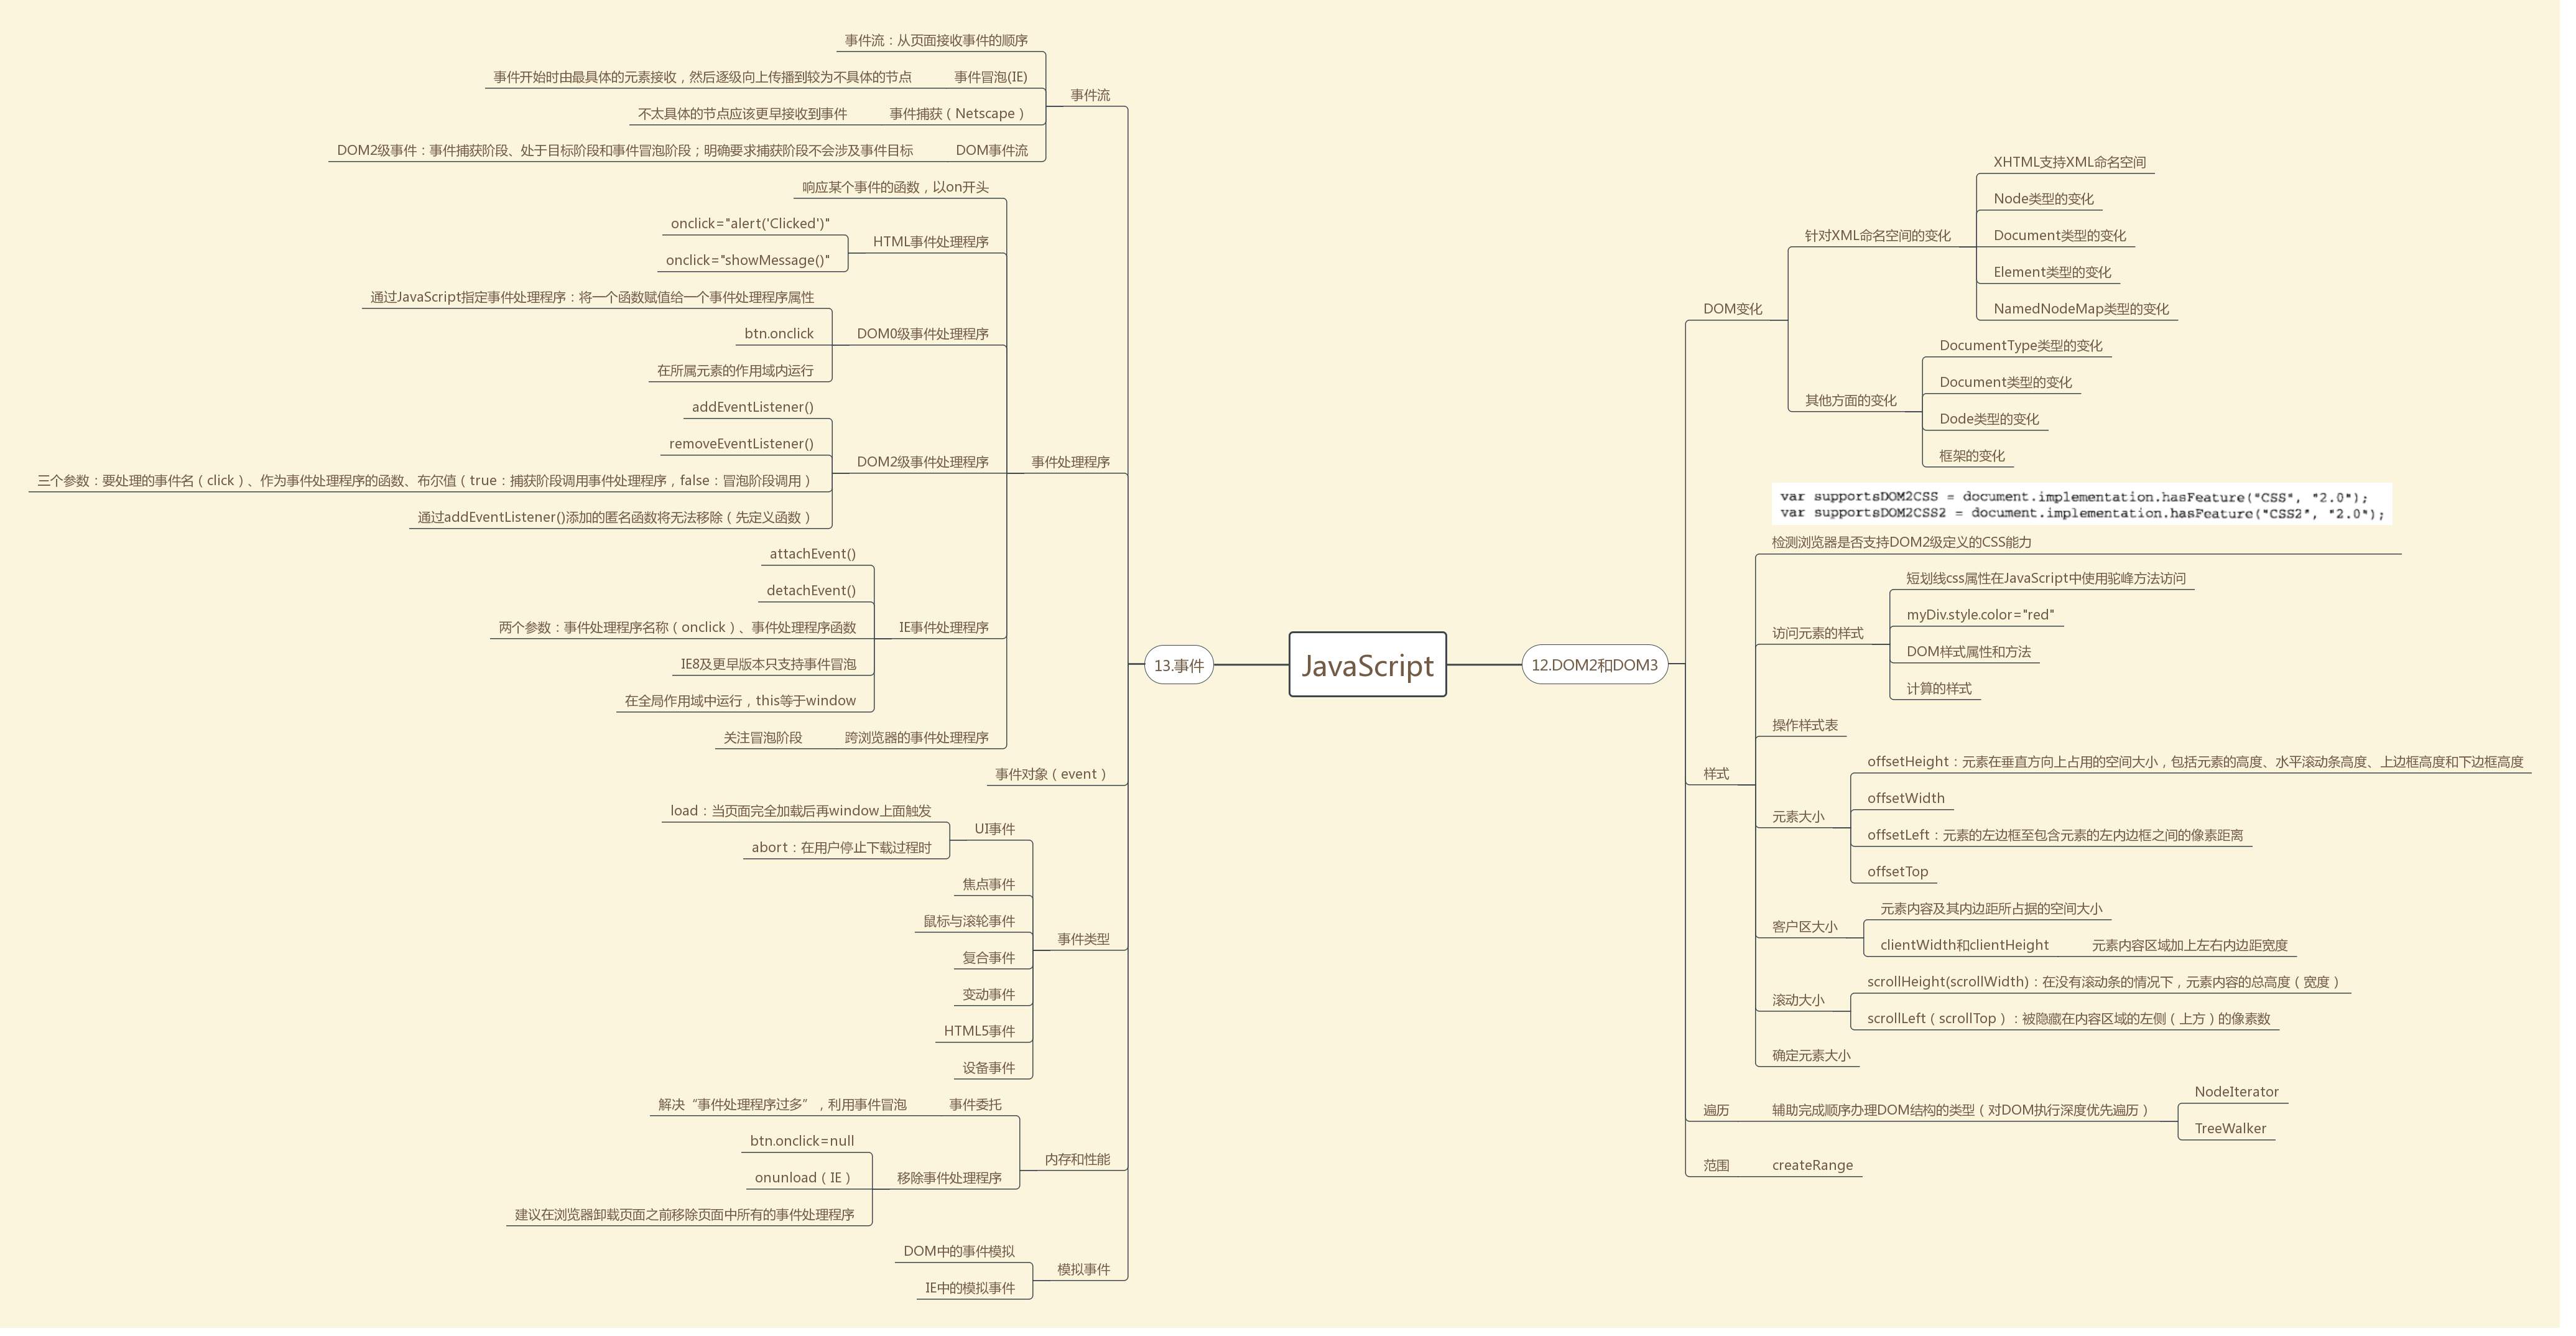 JavaScript
12.DOM2和DOM3
DOM变化
针对XML命名空间的变化
XHTML支持XML命名空间
Node类型的变化
Document类型的变化
Element类型的变化
NamedNodeMap类型的变化
其他方面的变化
DocumentType类型的变化
Document类型的变化
Dode类型的变化
框架的变化
样式
var supportsDOM2CSS = document.implementation.hasFeature("CSS", "2.0");
var supportsDOM2CSS2 = document.implementation.hasFeature("CSS2", "2.0");
检测浏览器是否支持DOM2级定义的CSS能力
访问元素的样式
短划线css属性在JavaScript中使用驼峰方法访问
myDiv.style.color="red"
DOM样式属性和方法
计算的样式
操作样式表
元素大小
offsetHeight：元素在垂直方向上占用的空间大小，包括元素的高度、水平滚动条高度、上边框高度和下边框高度
offsetWidth
offsetLeft：元素的左边框至包含元素的左内边框之间的像素距离
offsetTop
客户区大小
元素内容及其内边距所占据的空间大小
clientWidth和clientHeight
元素内容区域加上左右内边距宽度
滚动大小
scrollHeight(scrollWidth)：在没有滚动条的情况下，元素内容的总高度（宽度）
scrollLeft（scrollTop）：被隐藏在内容区域的左侧（上方）的像素数
确定元素大小
遍历
辅助完成顺序办理DOM结构的类型（对DOM执行深度优先遍历）
NodeIterator
TreeWalker
范围
createRange
13.事件
事件流
事件流：从页面接收事件的顺序
事件冒泡(IE)
事件开始时由最具体的元素接收，然后逐级向上传播到较为不具体的节点
事件捕获（Netscape）
不太具体的节点应该更早接收到事件
DOM事件流
DOM2级事件：事件捕获阶段、处于目标阶段和事件冒泡阶段；明确要求捕获阶段不会涉及事件目标
事件处理程序
响应某个事件的函数，以on开头
HTML事件处理程序
onclick="alert('Clicked')"
onclick="showMessage()"
DOM0级事件处理程序
通过JavaScript指定事件处理程序：将一个函数赋值给一个事件处理程序属性
btn.onclick
在所属元素的作用域内运行
DOM2级事件处理程序
addEventListener()
removeEventListener()
三个参数：要处理的事件名（click）、作为事件处理程序的函数、布尔值（true：捕获阶段调用事件处理程序，false：冒泡阶段调用）
通过addEventListener()添加的匿名函数将无法移除（先定义函数）
IE事件处理程序
attachEvent()
detachEvent()
两个参数：事件处理程序名称（onclick）、事件处理程序函数
IE8及更早版本只支持事件冒泡
在全局作用域中运行，this等于window
跨浏览器的事件处理程序
关注冒泡阶段
事件对象（event）
事件类型
UI事件
load：当页面完全加载后再window上面触发
abort：在用户停止下载过程时
焦点事件
鼠标与滚轮事件
复合事件
变动事件
HTML5事件
设备事件
内存和性能
事件委托
解决“事件处理程序过多”，利用事件冒泡
移除事件处理程序
btn.onclick=null
onunload（IE）
建议在浏览器卸载页面之前移除页面中所有的事件处理程序
模拟事件
DOM中的事件模拟
IE中的模拟事件